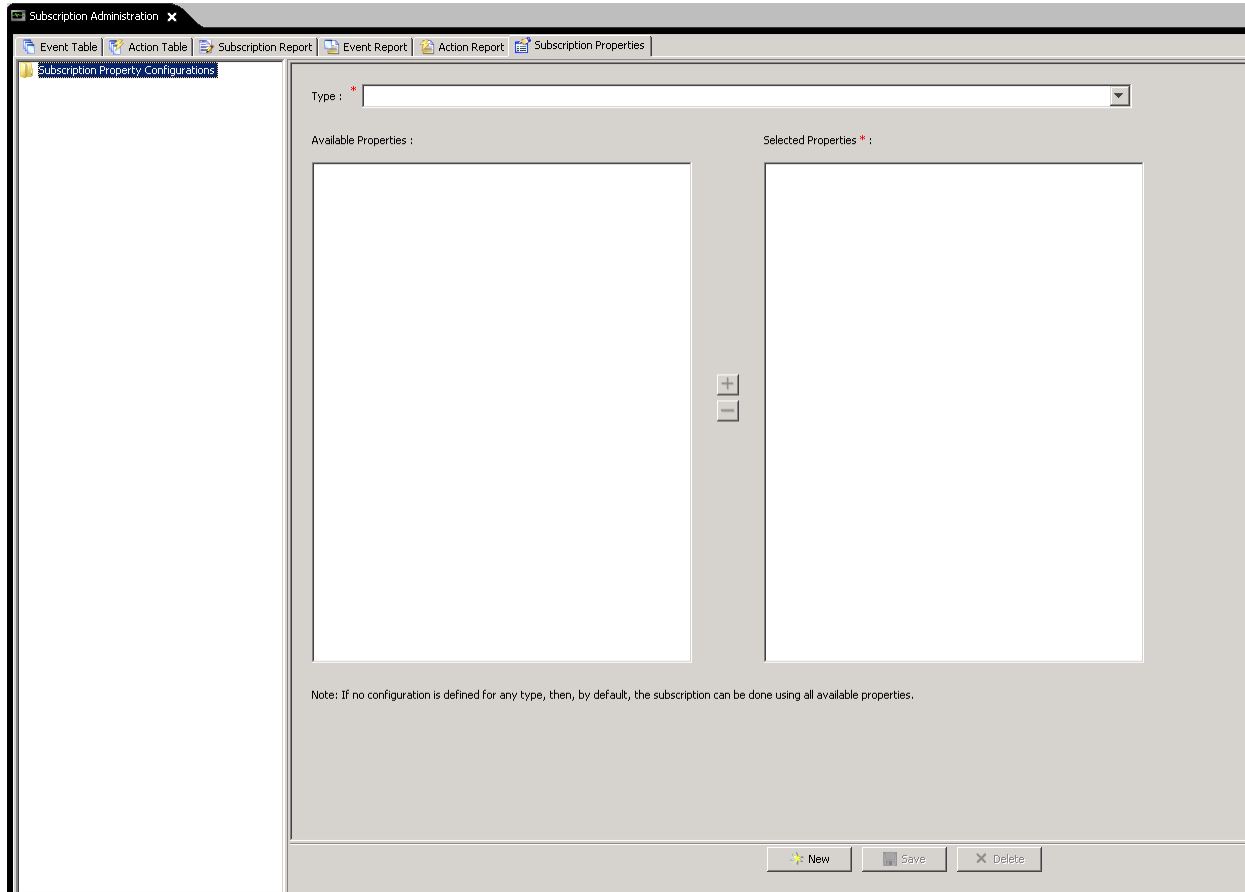 Subscription Administration
Event Table Action Table Subscription Report Event Report Action Report Subscription Properties
Subscription Property Configurations
Type : *
Available Properties :
Selected Properties * :
Note: If no configuration is defined for any type, then, by default, the subscription can be done using all available properties.
New Save Delete